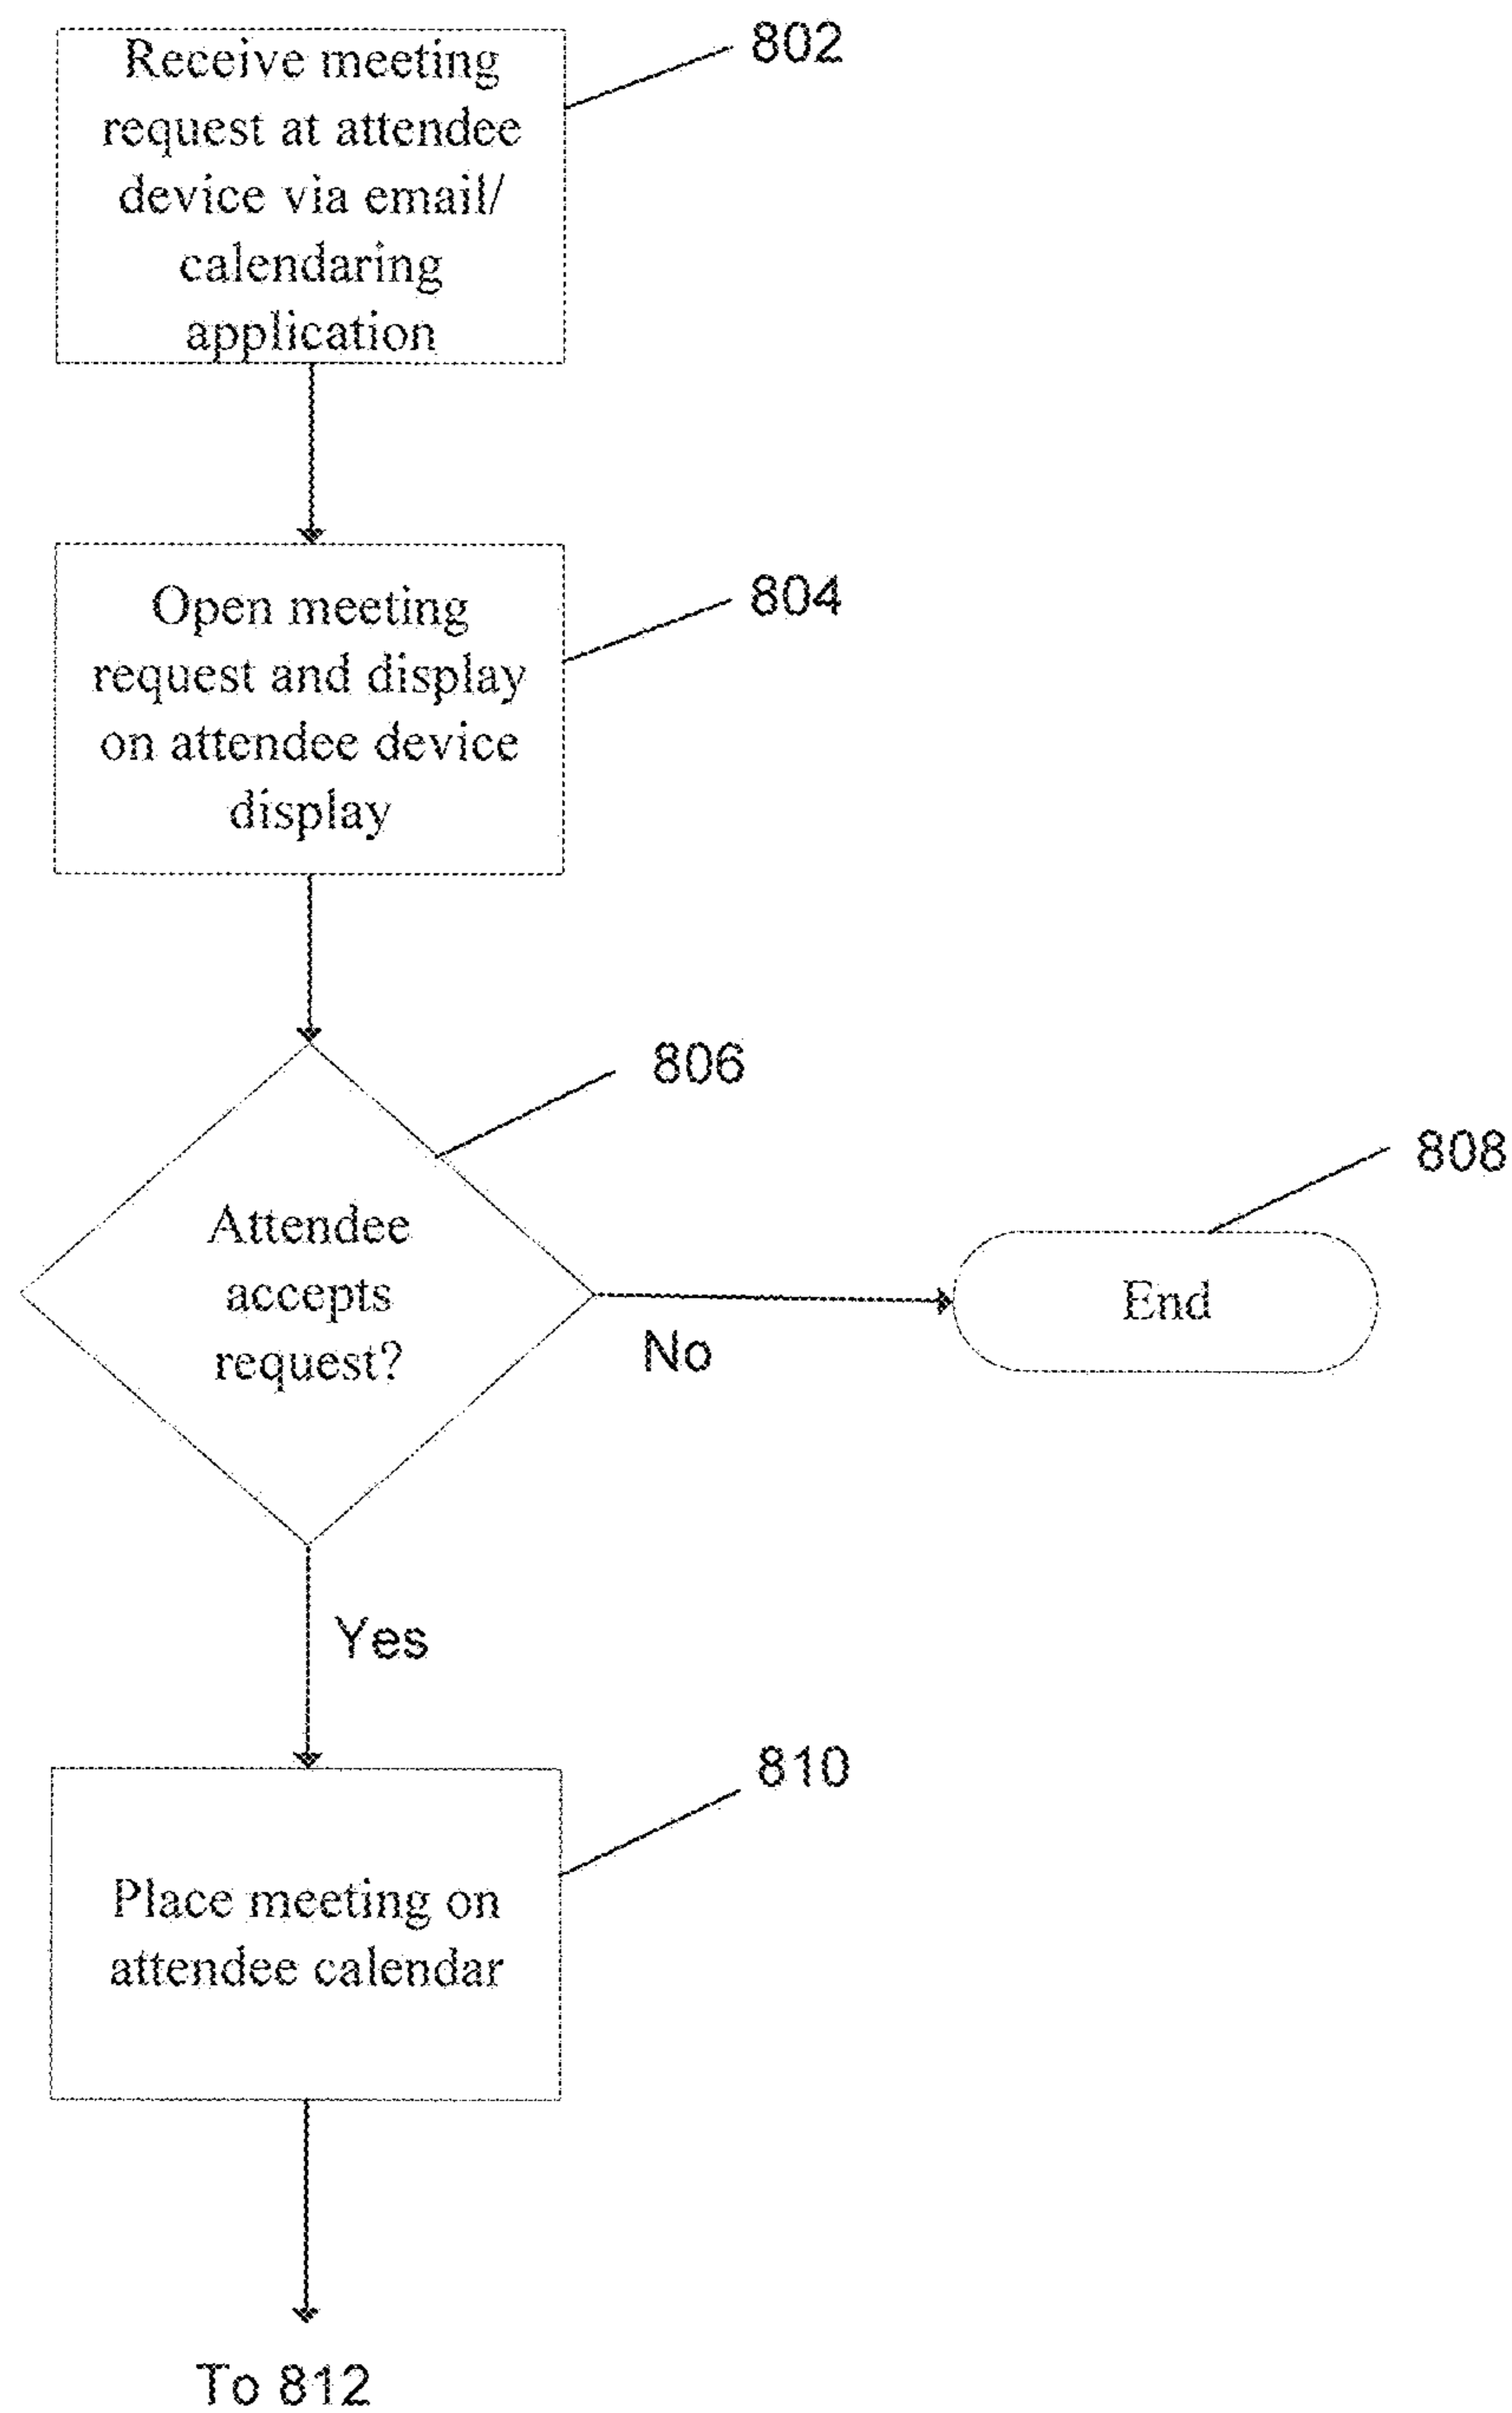 Receive meeting
request at attendee
device via email/
calendaring
application
802
Open meeting
request and display
on attendee device
display
804
Attendee
accepts
request?
806
No
End
808
Yes
Place meeting on
attendee calendar
810
To 812